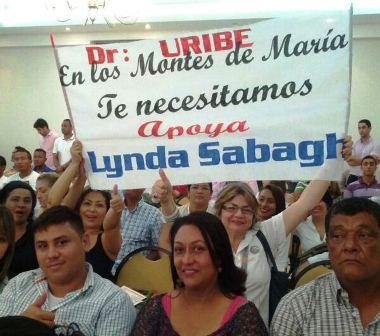 Dr: URIBE
En los Montes de María
Te necesitamos
Apoya
Lynda Sabagh